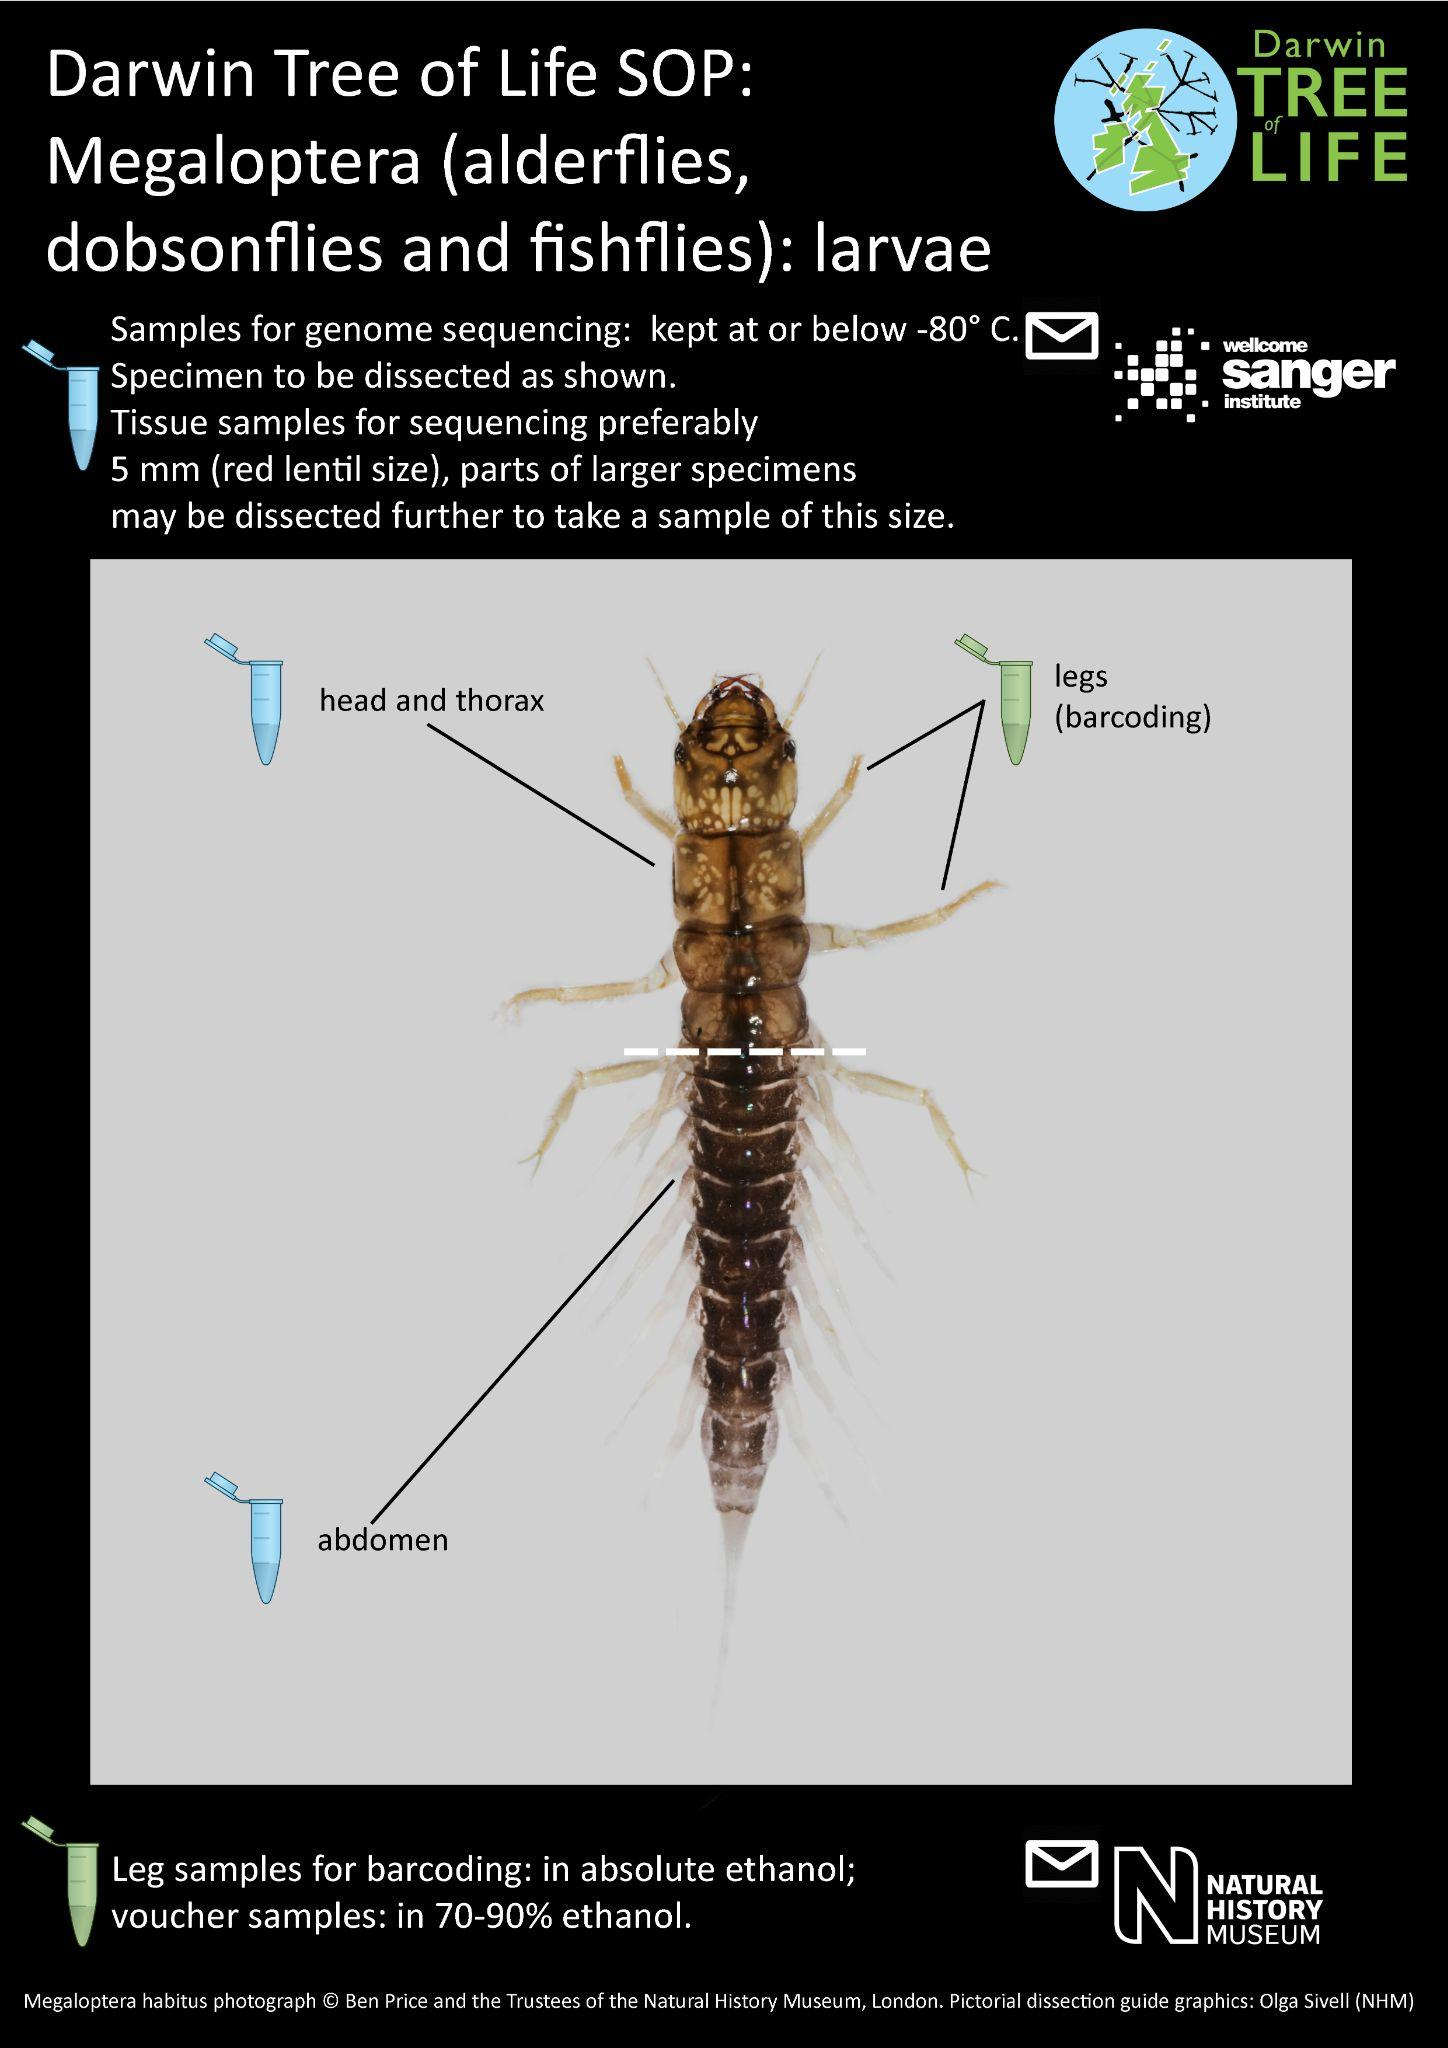 Darwin Tree of Life SOP:
Megaloptera (alderflies,
dobsonflies and fishflies): larvae
Darwin
TREE
of
LIFE
Samples for genome sequencing:  kept at or below -80° C.
Specimen to be dissected as shown.
Tissue samples for sequencing preferably
5 mm (red lentil size), parts of larger specimens
may be dissected further to take a sample of this size.
wellcome
sanger
institute
head and thorax
legs
(barcoding)
abdomen
Leg samples for barcoding: in absolute ethanol;
voucher samples: in 70-90% ethanol.
N
NATURAL
HISTORY
MUSEUM
Megaloptera habitus photograph © Ben Price and the Trustees of the Natural History Museum, London. Pictorial dissection guide graphics: Olga Sivell (NHM)